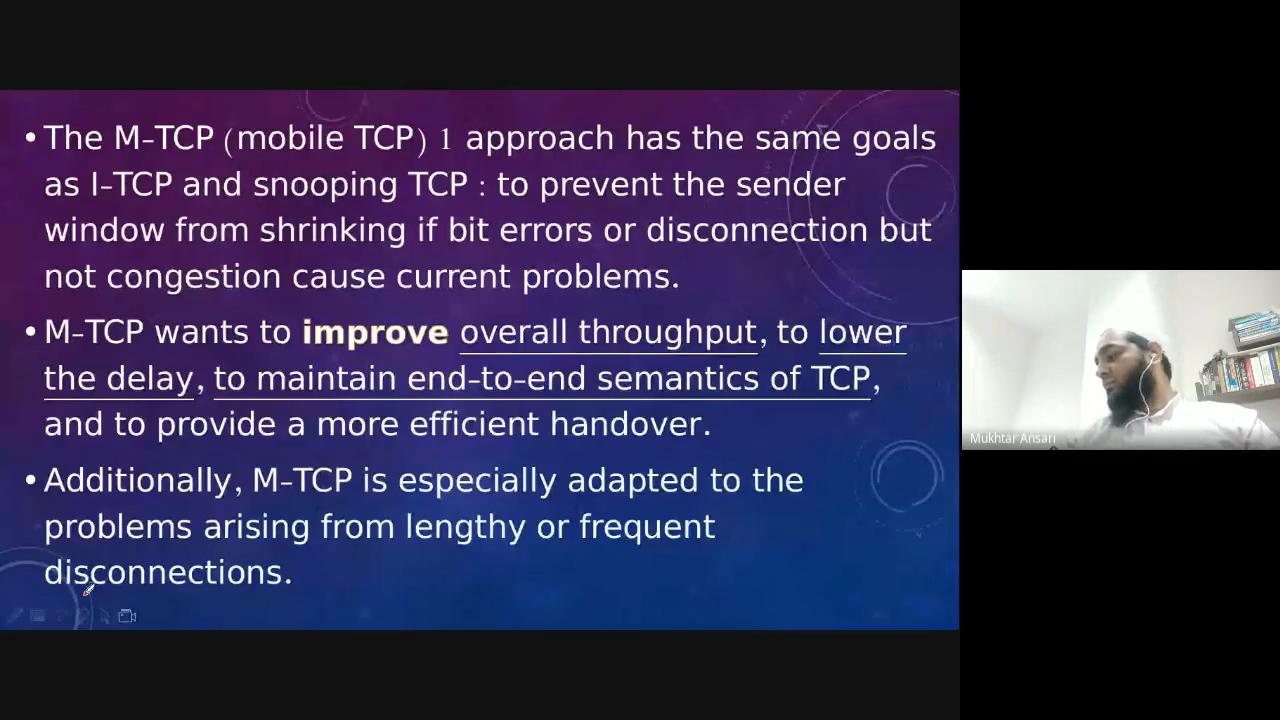 • The M-TCP (mobile TCP) 1 approach has the same goals
as I-TCP and snooping TCP : to prevent the sender
window from shrinking if bit errors or disconnection but
not congestion cause current problems.
• M-TCP wants to improve overall throughput, to lower
the delay, to maintain end-to-end semantics of TCP,
and to provide a more efficient handover.
• Additionally, M-TCP is especially adapted to the
problems arising from lengthy or frequent
disconnections.
Mukhtar Ansari